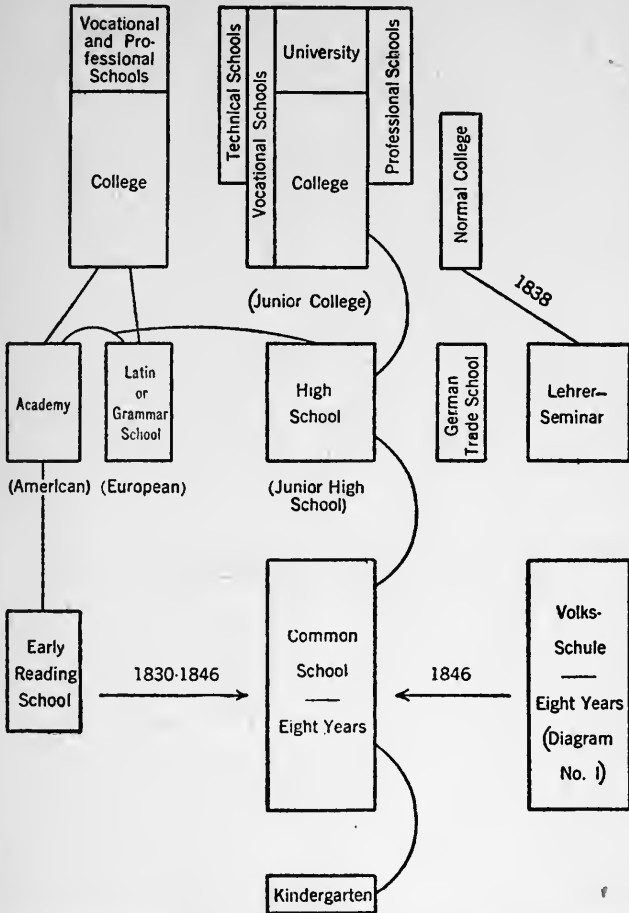 Vocational
and Pro-
fessional
Schools
College
Technical Schools
Vocational Schools
University
College
Professional Schools
Normal College
1838
(Junior College)
Academy
Latin
or
Grammar
School
High
School
German
Trade School
Lehrer-
Seminar
(American)
(European)
(Junior High
School)
Early
Reading
School
1830-1846
Common
School
Eight Years
1846
Volks-
Schule
Eight Years
(Diagram
No. I)
Kindergarten